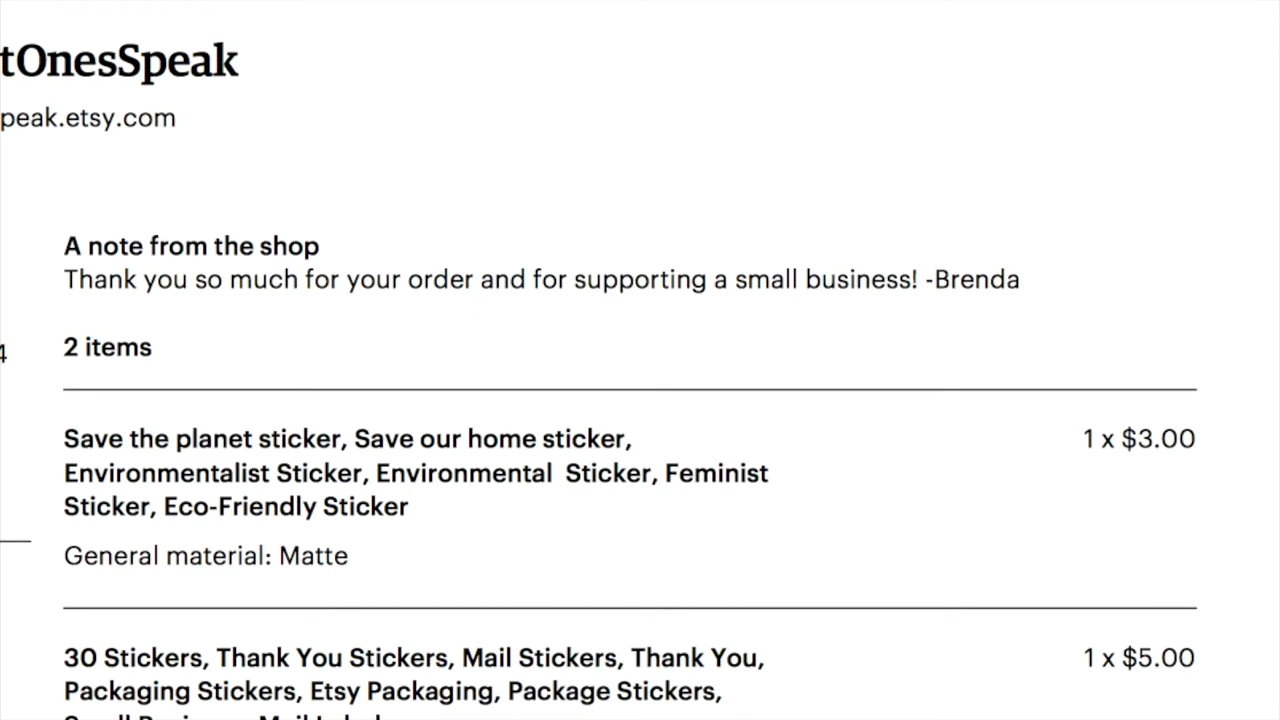 tOnesSpeak
peak.etsy.com
A note from the shop
Thank you so much for your order and for supporting a small business! -Brenda
4
2 items
Save the planet sticker, Save our home sticker,
Environmentalist Sticker, Environmental  Sticker, Feminist
Sticker, Eco-Friendly Sticker
1 x $3.00
General material: Matte
30 Stickers, Thank You Stickers, Mail Stickers, Thank You,
Packaging Stickers, Etsy Packaging, Package Stickers,
1 x $5.00